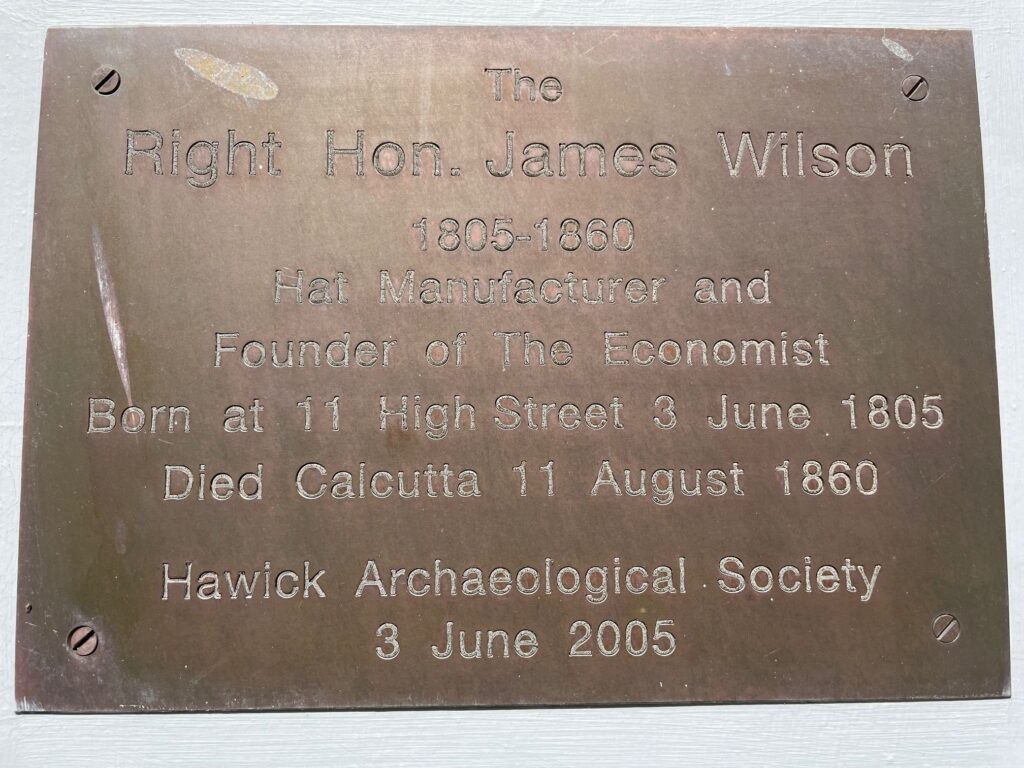 The
Right Hon. James Wilson
1805-1860
Hat Manufacturer and
Founder of The Economist
Born at 11 High Street 3 June 1805
Died Calcutta 11 August 1860
Hawick Archaeological Society
3 June 2005